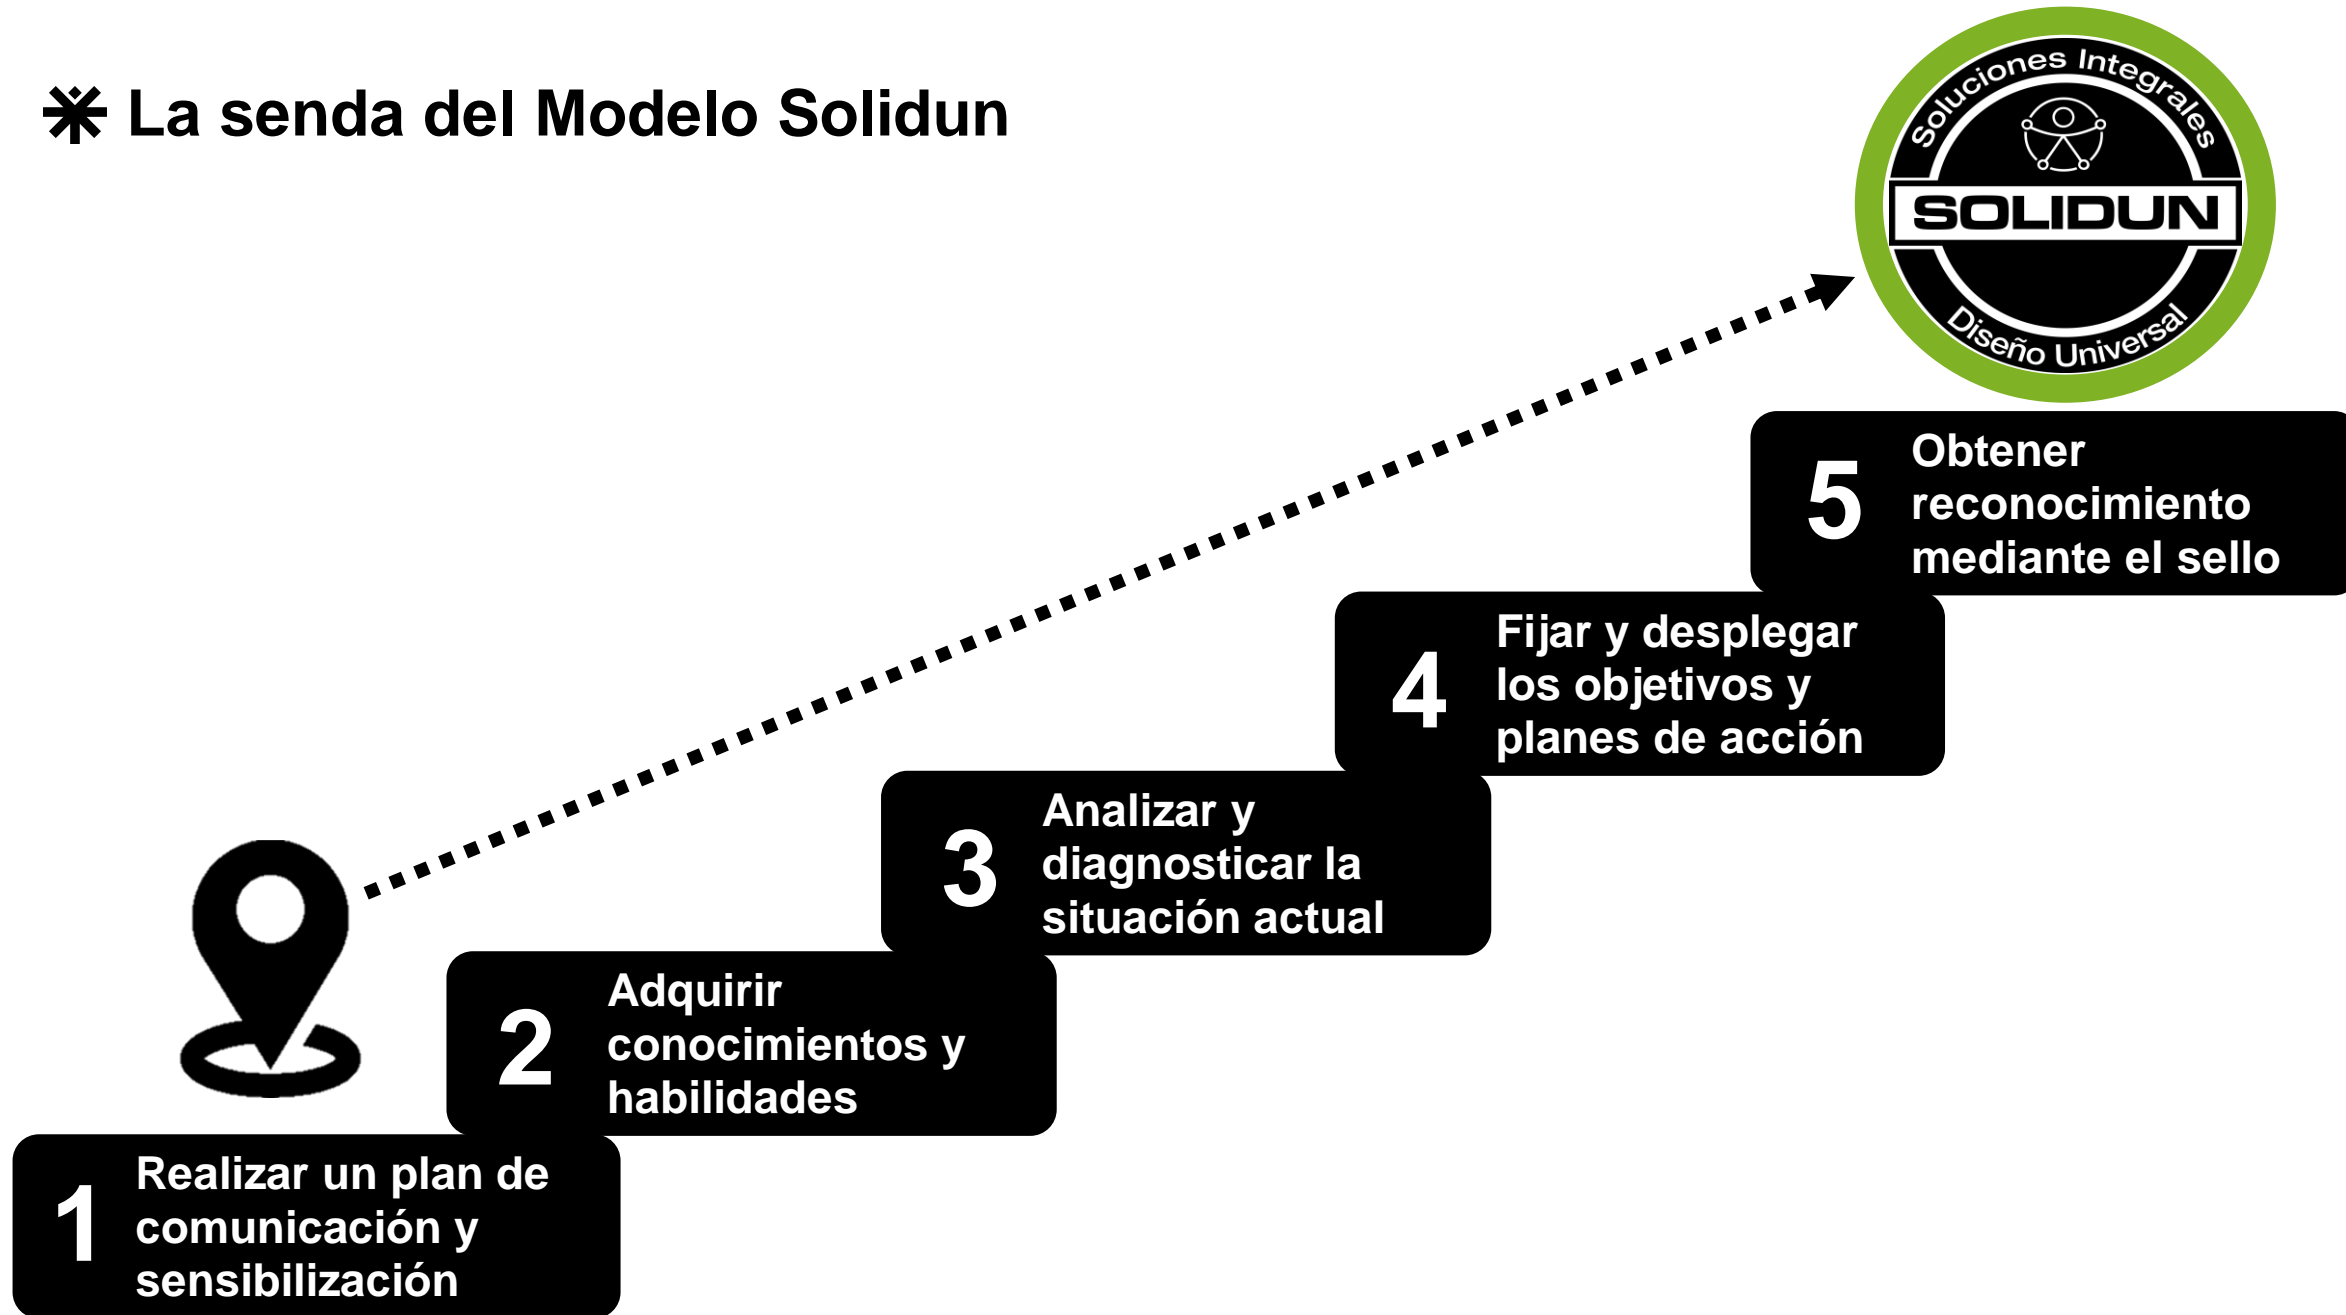 La senda del Modelo Solidun
Soluciones Integrales
SOLIDUN
Diseño Universal
5
Obtener
reconocimiento
mediante el sello
4
Fijar y desplegar
los objetivos y
planes de acción
3
Analizar y
diagnosticar la
situación actual
2
Adquirir
conocimientos y
habilidades
1
Realizar un plan de
comunicación y
sensibilización